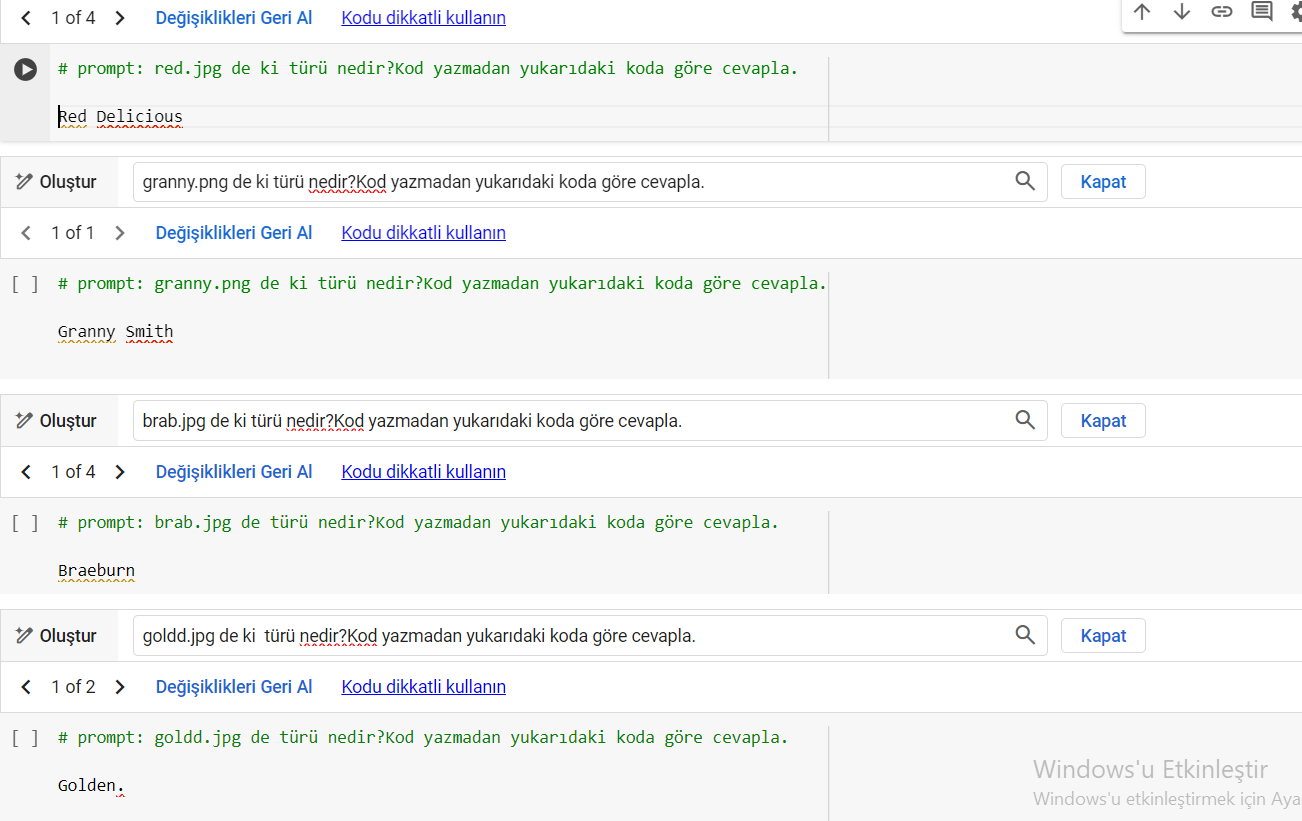 1 of 4 Değişiklikleri Geri Al Kodu dikkatli kullanın
# prompt: red.jpg de ki türü nedir?Kod yazmadan yukarıdaki koda göre cevapla.
Red Delicious
Oluştur granny.png de ki türü nedir?Kod yazmadan yukarıdaki koda göre cevapla. Kapat
1 of 1 Değişiklikleri Geri Al Kodu dikkatli kullanın
[ ] # prompt: granny.png de ki türü nedir?Kod yazmadan yukarıdaki koda göre cevapla.
Granny Smith
Oluştur brab.jpg de ki türü nedir?Kod yazmadan yukarıdaki koda göre cevapla. Kapat
1 of 4 Değişiklikleri Geri Al Kodu dikkatli kullanın
[ ] # prompt: brab.jpg de türü nedir?Kod yazmadan yukarıdaki koda göre cevapla.
Braeburn
Oluştur goldd.jpg de ki  türü nedir?Kod yazmadan yukarıdaki koda göre cevapla. Kapat
1 of 2 Değişiklikleri Geri Al Kodu dikkatli kullanın
[ ] # prompt: goldd.jpg de türü nedir?Kod yazmadan yukarıdaki koda göre cevapla.
Windows'u Etkinleştir
Golden.
Windows'u etkinleştirmek için Aya